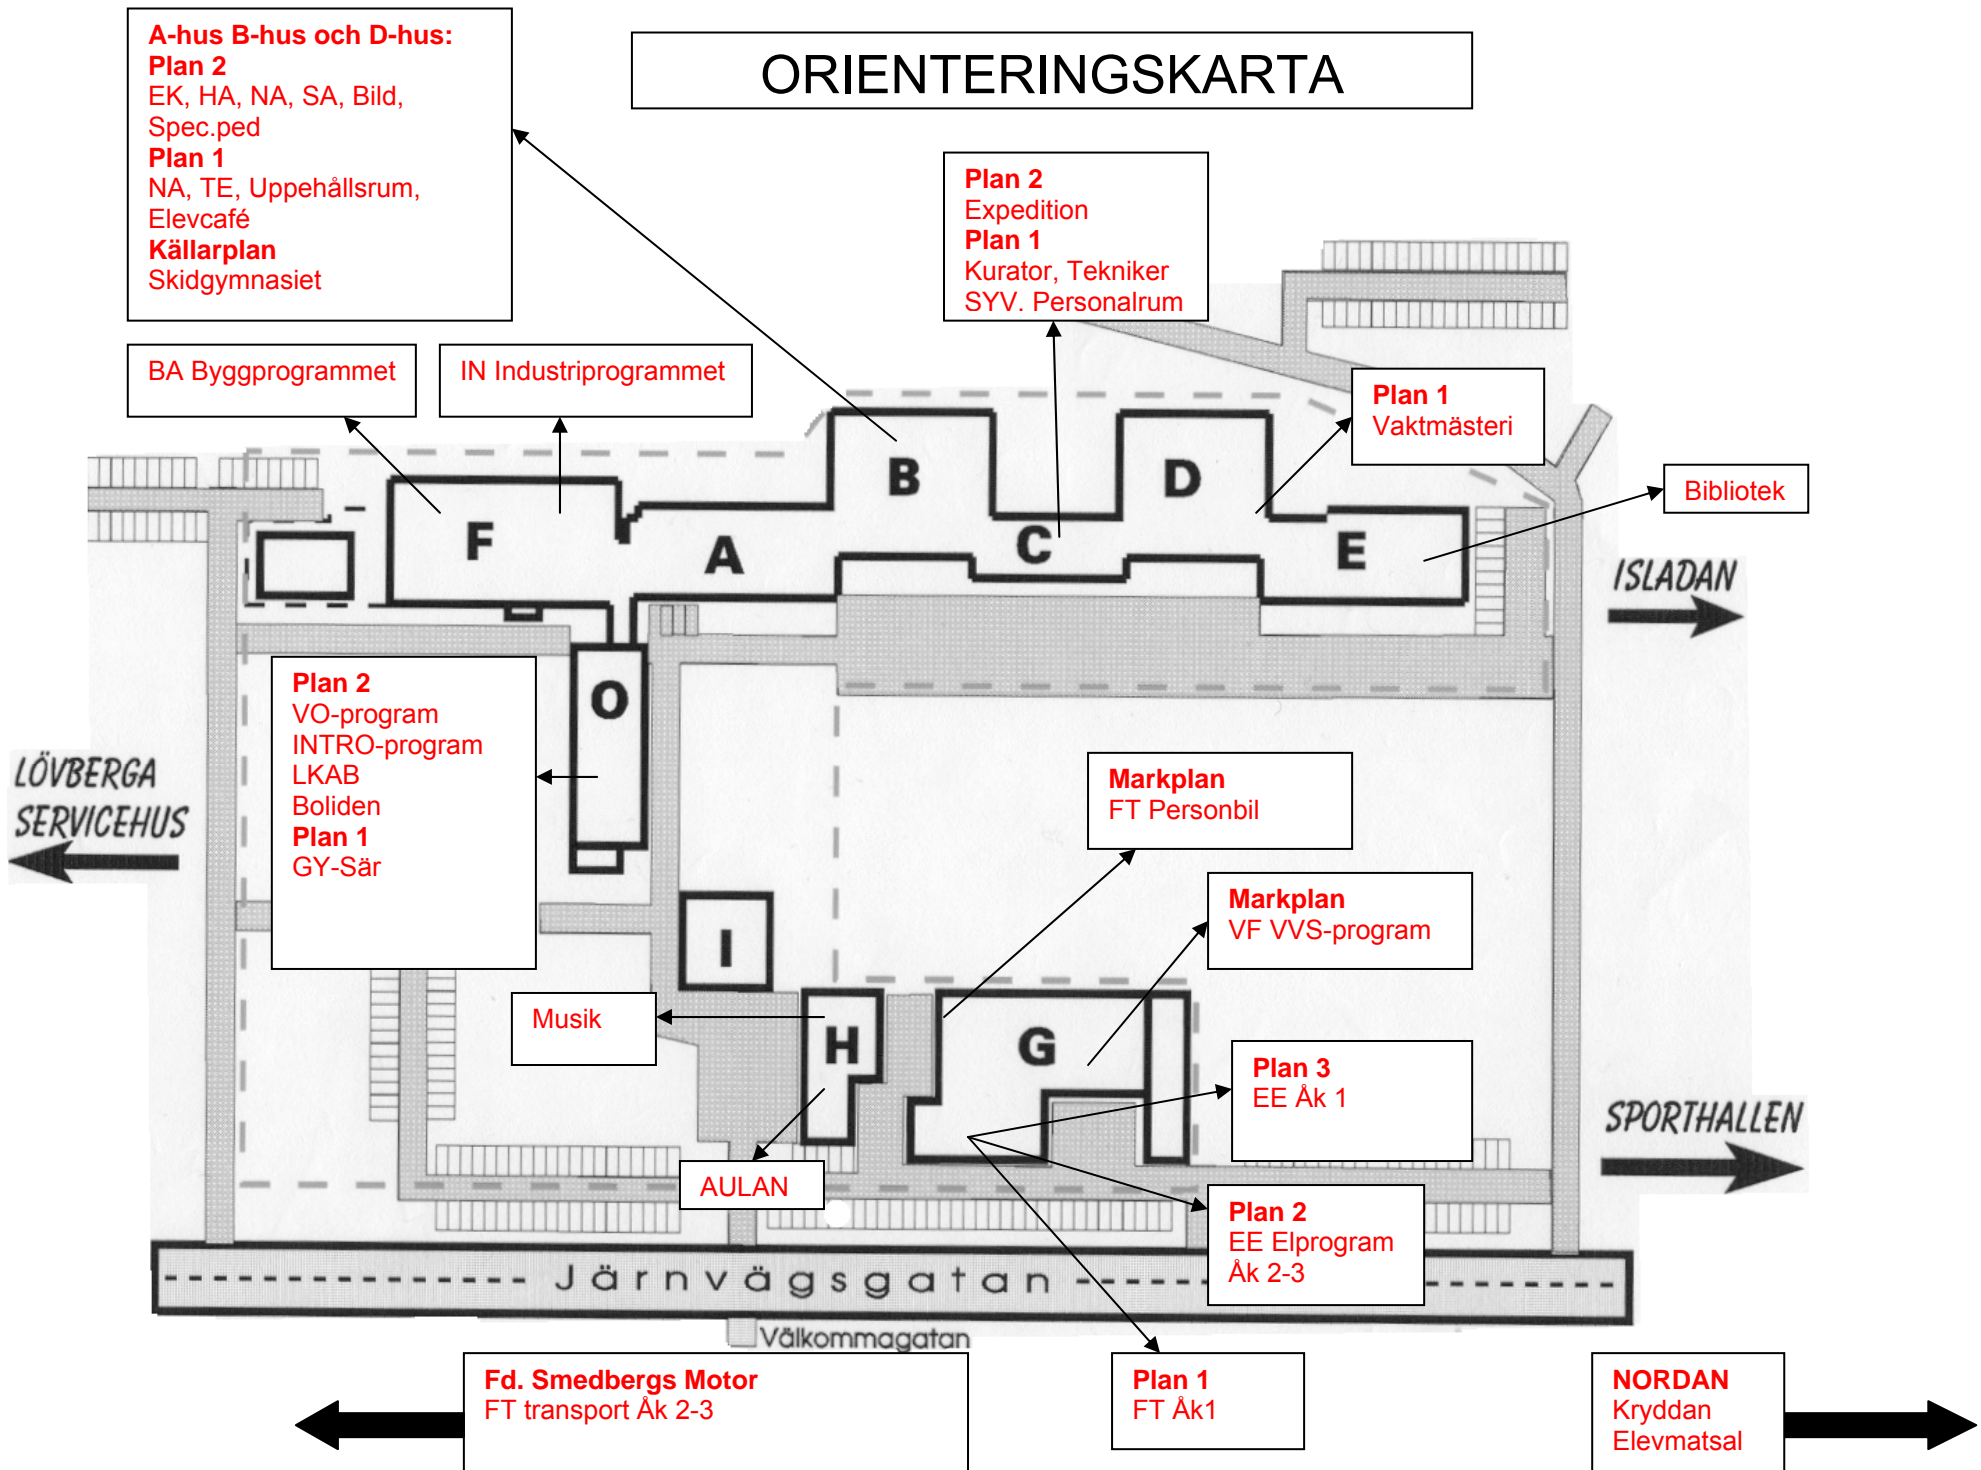 A-hus B-hus och D-hus:
Plan 2
EK, HA, NA, SA, Bild,
Spec.ped
Plan 1
NA, TE, Uppehållsrum,
Elevcafé
Källarplan
Skidgymnasiet
ORIENTERINGSKARTA
Plan 2
Expedition
Plan 1
Kurator, Tekniker
SYV. Personalrum
BA Byggprogrammet
IN Industriprogrammet
Plan 1
Vaktmästeri
Bibliotek
B
D
F
A
C
E
ISLADAN
Plan 2
VO-program
INTRO-program
LKAB
Boliden
Plan 1
GY-Sär
O
LÖVBERGA
SERVICEHUS
Markplan
FT Personbil
Markplan
VF VVS-program
I
Musik
H
G
Plan 3
EE Åk 1
SPORTHALLEN
AULAN
Plan 2
EE Elprogram
Åk 2-3
Järnvägsgatan
Välkommagatan
Fd. Smedbergs Motor
FT transport Åk 2-3
Plan 1
FT Åk1
NORDAN
Kryddan
Elevmatsal